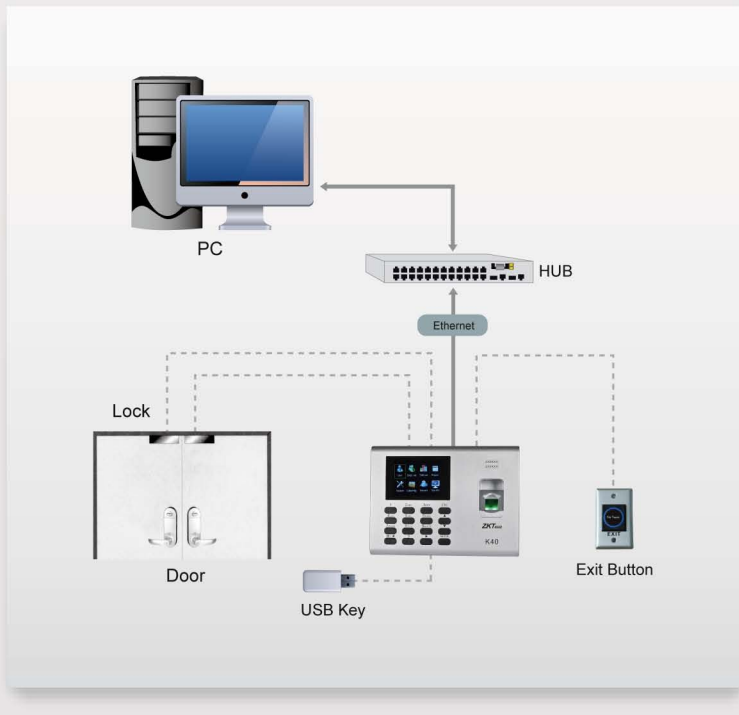 PC
HUB
Ethernet
Lock
ZKTeco
K40
EXIT
Door
Exit Button
USB Key